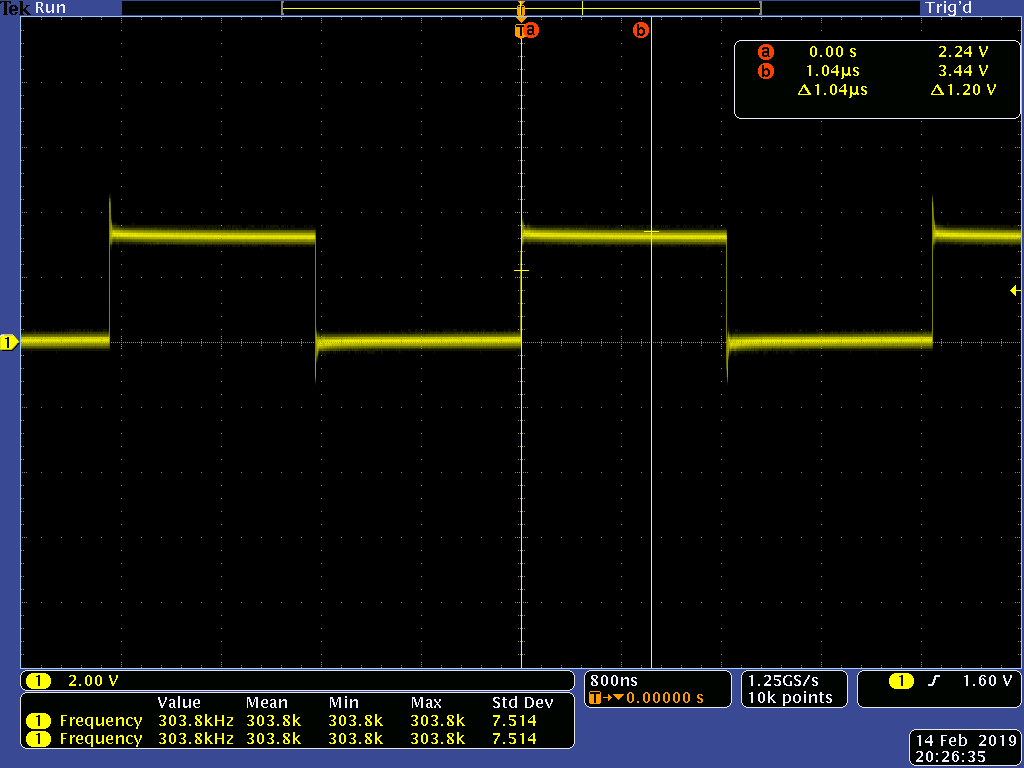 Tek Run Trig'd
T
T a b
a 0.00 s 2.24 V
b 1.04µs 3.44 V
Δ1.04µs Δ1.20 V
1
1 2.00 V
800ns
T→▼0.00000 s
1.25GS/s
10k points
1 ∫ 1.60 V
Value Mean Min Max Std Dev
1 Frequency 303.8kHz 303.8k 303.8k 303.8k 7.514
1 Frequency 303.8kHz 303.8k 303.8k 303.8k 7.514
14 Feb 2019
20:26:35